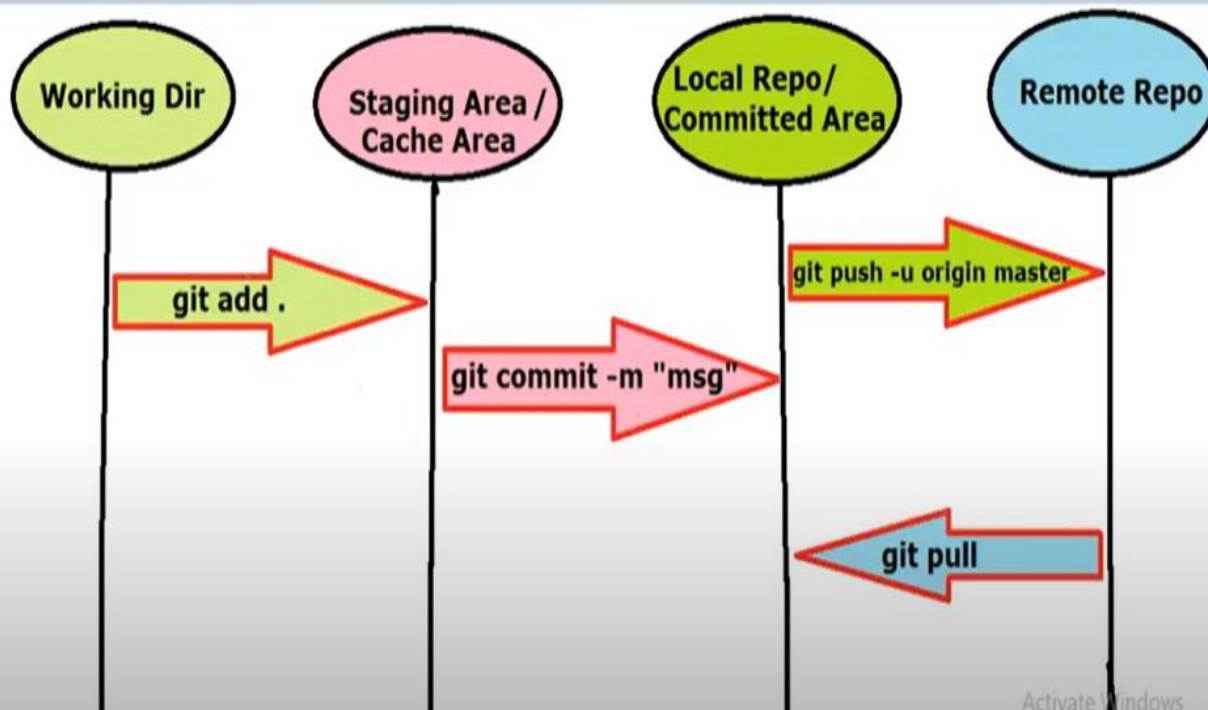 Working Dir
Staging Area /
Cache Area
Local Repo/
Committed Area
Remote Repo
git add .
git commit -m "msg"
git push -u origin master
git pull
Activate Windows